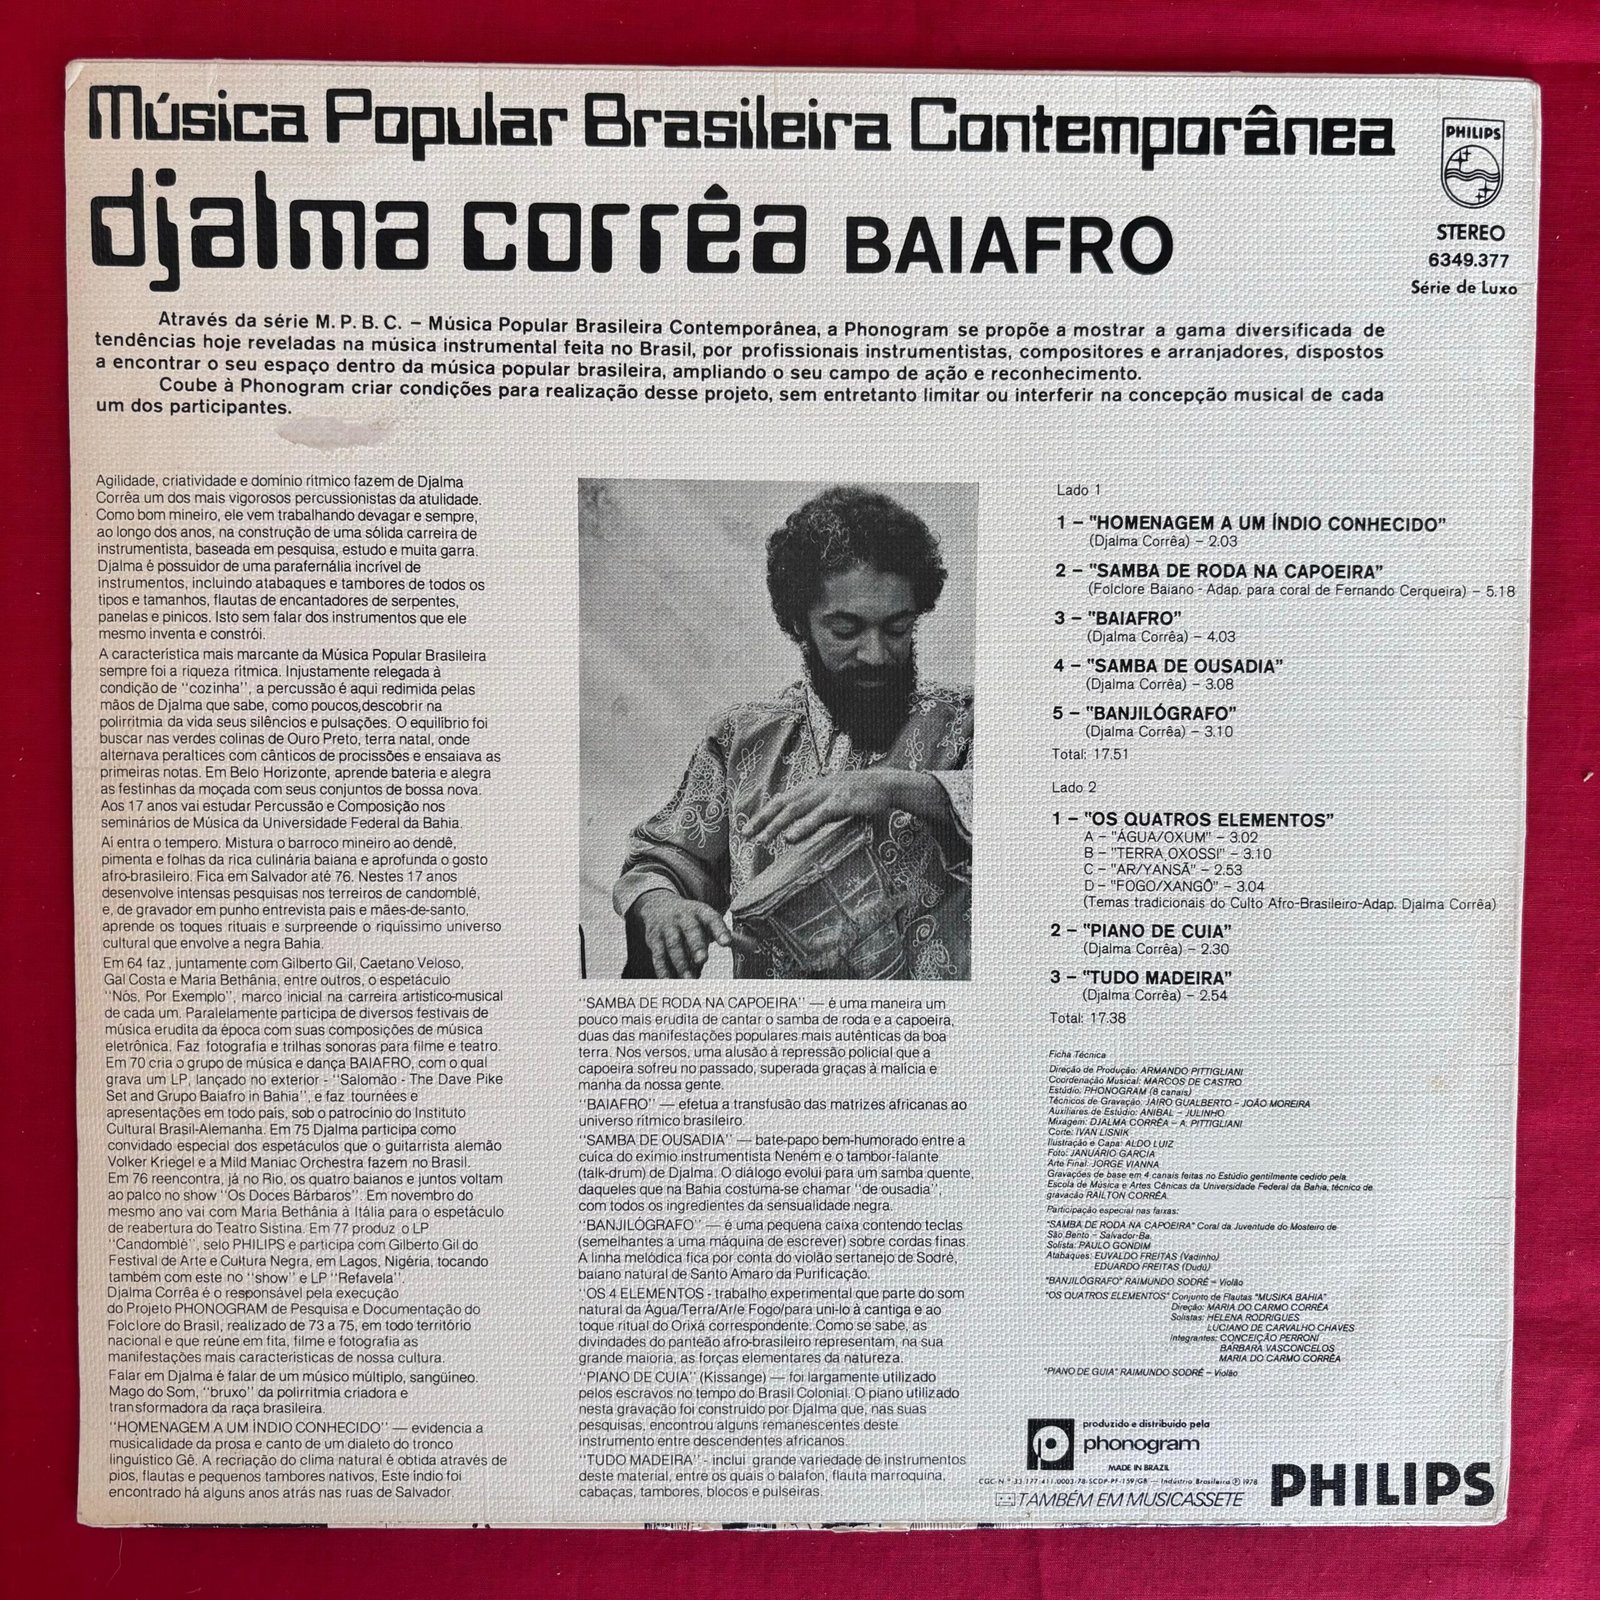 Música Popular Brasileira Contemporânea
djalma corrêa BAIAFRO
PHILIPS
STEREO
6349.377
Série de Luxo
Através da série M. P. B. C. – Música Popular Brasileira Contemporânea, a Phonogram se propõe a mostrar a gama diversificada de
tendências hoje reveladas na música instrumental feita no Brasil, por profissionais instrumentistas, compositores e arranjadores, dispostos
a encontrar o seu espaço dentro da música popular brasileira, ampliando o seu campo de ação e reconhecimento.
Coube à Phonogram criar condições para realização desse projeto, sem entretanto limitar ou interferir na concepção musical de cada
um dos participantes.
Agilidade, criatividade e domínio rítmico fazem de Djalma
Corrêa um dos mais vigorosos percussionistas da atulidade.
Como bom mineiro, ele vem trabalhando devagar e sempre,
ao longo dos anos, na construção de uma sólida carreira de
instrumentista, baseada em pesquisa, estudo e muita garra.
Djalma é possuidor de uma parafernália incrível de
instrumentos, incluindo atabaques e tambores de todos os
tipos e tamanhos, flautas de encantadores de serpentes,
panelas e pinicos. Isto sem falar dos instrumentos que ele
mesmo inventa e constrói.
A característica mais marcante da Música Popular Brasileira
sempre foi a riqueza rítmica. Injustamente relegada à
condição de "cozinha", a percussão é aqui redimida pelas
mãos de Djalma que sabe, como poucos,descobrir na
polirritmia da vida seus silêncios e pulsações. O equilíbrio foi
buscar nas verdes colinas de Ouro Preto, terra natal, onde
alternava peraltices com cânticos de procissões e ensaiava as
primeiras notas. Em Belo Horizonte, aprende bateria e alegra
as festinhas da moçada com seus conjuntos de bossa nova.
Aos 17 anos vai estudar Percussão e Composição nos
seminários de Música da Universidade Federal da Bahia.
Aí entra o tempero. Mistura o barroco mineiro ao dendê,
pimenta e folhas da rica culinária baiana e aprofunda o gosto
afro-brasileiro. Fica em Salvador até 76. Nestes 17 anos
desenvolve intensas pesquisas nos terreiros de candomblé,
e, de gravador em punho entrevista pais e mães-de-santo,
aprende os toques rituais e surpreende o riquíssimo universo
cultural que envolve a negra Bahia.
Em 64 faz, juntamente com Gilberto Gil, Caetano Veloso,
Gal Costa e Maria Bethânia, entre outros, o espetáculo
"Nós, Por Exemplo", marco inicial na carreira artístico-musical
de cada um. Paralelamente participa de diversos festivais de
música erudita da época com suas composições de música
eletrônica. Faz fotografia e trilhas sonoras para filme e teatro.
Em 70 cria o grupo de música e dança BAIAFRO, com o qual
grava um LP, lançado no exterior - "Salomão - The Dave Pike
Set and Grupo Baiafro in Bahia", e faz tournées e
apresentações em todo país, sob o patrocínio do Instituto
Cultural Brasil-Alemanha. Em 75 Djalma participa como
convidado especial dos espetáculos que o guitarrista alemão
Volker Kriegel e a Mild Maniac Orchestra fazem no Brasil.
Em 76 reencontra, já no Rio, os quatro baianos e juntos voltam
ao palco no show "Os Doces Bárbaros". Em novembro do
mesmo ano vai com Maria Bethânia à Itália para o espetáculo
de reabertura do Teatro Sistina. Em 77 produz o LP
"Candomblé", selo PHILIPS e participa com Gilberto Gil do
Festival de Arte e Cultura Negra, em Lagos, Nigéria, tocando
também com este no "show" e LP "Refavela".
Djalma Corrêa é o responsável pela execução
do Projeto PHONOGRAM de Pesquisa e Documentação do
Folclore do Brasil, realizado de 73 a 75, em todo território
nacional e que reúne em fita, filme e fotografia as
manifestações mais características de nossa cultura.
Falar em Djalma é falar de um músico múltiplo, sangüíneo.
Mago do Som, "bruxo" da polirritmia criadora e
transformadora da raça brasileira.
"HOMENAGEM A UM ÍNDIO CONHECIDO" — evidencia a
musicalidade da prosa e canto de um dialeto do tronco
linguístico Gê. A recriação do clima natural é obtida através de
pios, flautas e pequenos tambores nativos, Este índio foi
encontrado há alguns anos atrás nas ruas de Salvador.
"SAMBA DE RODA NA CAPOEIRA" — é uma maneira um
pouco mais erudita de cantar o samba de roda e a capoeira,
duas das manifestações populares mais autênticas da boa
terra. Nos versos, uma alusão à repressão policial que a
capoeira sofreu no passado, superada graças à malícia e
manha da nossa gente.
"BAIAFRO" — efetua a transfusão das matrizes africanas ao
universo rítmico brasileiro.
"SAMBA DE OUSADIA" — bate-papo bem-humorado entre a
cuíca do exímio instrumentista Neném e o tambor-falante
(talk-drum) de Djalma. O diálogo evolui para um samba quente,
daqueles que na Bahia costuma-se chamar "de ousadia",
com todos os ingredientes da sensualidade negra.
"BANJILÓGRAFO" — é uma pequena caixa contendo teclas
(semelhantes a uma máquina de escrever) sobre cordas finas.
A linha melódica fica por conta do violão sertanejo de Sodré,
baiano natural de Santo Amaro da Purificação.
"OS 4 ELEMENTOS - trabalho experimental que parte do som
natural da Água/Terra/Ar/e Fogo/para uni-lo à cantiga e ao
toque ritual do Orixá correspondente. Como se sabe, as
divindades do panteão afro-brasileiro representam, na sua
grande maioria, as forças elementares da natureza.
"PIANO DE CUIA" (Kissange) — foi largamente utilizado
pelos escravos no tempo do Brasil Colonial. O piano utilizado
nesta gravação foi construído por Djalma que, nas suas
pesquisas, encontrou alguns remanescentes deste
instrumento entre descendentes africanos.
"TUDO MADEIRA" - inclui grande variedade de instrumentos
deste material, entre os quais o balafon, flauta marroquina,
cabaças, tambores, blocos e pulseiras.
Lado 1
1 – "HOMENAGEM A UM ÍNDIO CONHECIDO"
(Djalma Corrêa) – 2.03
2 – "SAMBA DE RODA NA CAPOEIRA"
(Folclore Baiano - Adap. para coral de Fernando Cerqueira) – 5.18
3 – "BAIAFRO"
(Djalma Corrêa) – 4.03
4 – "SAMBA DE OUSADIA"
(Djalma Corrêa) – 3.08
5 – "BANJILÓGRAFO"
(Djalma Corrêa) – 3.10
Total: 17.51
Lado 2
1 – "OS QUATROS ELEMENTOS"
A – "ÁGUA/OXUM" – 3.02
B – "TERRA OXOSSI" – 3.10
C – "AR/YANSÃ" – 2.53
D – "FOGO/XANGÔ" – 3.04
(Temas tradicionais do Culto Afro-Brasileiro-Adap. Djalma Corrêa)
2 – "PIANO DE CUIA"
(Djalma Corrêa) – 2.30
3 – "TUDO MADEIRA"
(Djalma Corrêa) – 2.54
Total: 17.38
Ficha Técnica
Direção de Produção: ARMANDO PITTIGLIANI
Coordenação Musical: MARCOS DE CASTRO
Estúdio: PHONOGRAM (8 canais)
Técnicos de Gravação: JAIRO GUALBERTO - JOÃO MOREIRA
Auxiliares de Estúdio: ANIBAL - JULINHO
Mixagem: DJALMA CORRÊA - A. PITTIGLIANI
Corte: IVAN LISNIK
Ilustração e Capa: ALDO LUIZ
Foto: JANUÁRIO GARCIA
Arte Final: JORGE VIANNA
Gravações de base em 4 canais feitas no Estúdio gentilmente cedido pela
Escola de Música e Artes Cênicas da Universidade Federal da Bahia, técnico de
gravacão RAILTON CORRÊA.
Participação especial nas faixas:
"SAMBA DE RODA NA CAPOEIRA" Coral da Juventude do Mosteiro de
São Bento – Salvador-Ba.
Solista: PAULO GONDIM
Atabaques: EUVALDO FREITAS (Vadinho)
EDUARDO FREITAS (Dudú)
"BANJILÓGRAFO" RAIMUNDO SODRÉ – Violão
"OS QUATROS ELEMENTOS" Conjunto de Flautas "MUSIKA BAHIA"
Direção: MARIA DO CARMO CORRÊA
Solistas: HELENA RODRIGUES
LUCIANO DE CARVALHO CHAVES
Integrantes: CONCEIÇÃO PERRONI
BÁRBARA VASCONCELOS
MARIA DO CARMO CORRÊA
"PIANO DE GUIA" RAIMUNDO SODRÉ – Violão
produzido e distribuído pela
phonogram
MADE IN BRAZIL
CGC N.º 33.177.411/0003-78-SCDP-PF-159/GB — Indústria Brasileira ℗ 1978
TAMBÉM EM MUSICASSETE
PHILIPS